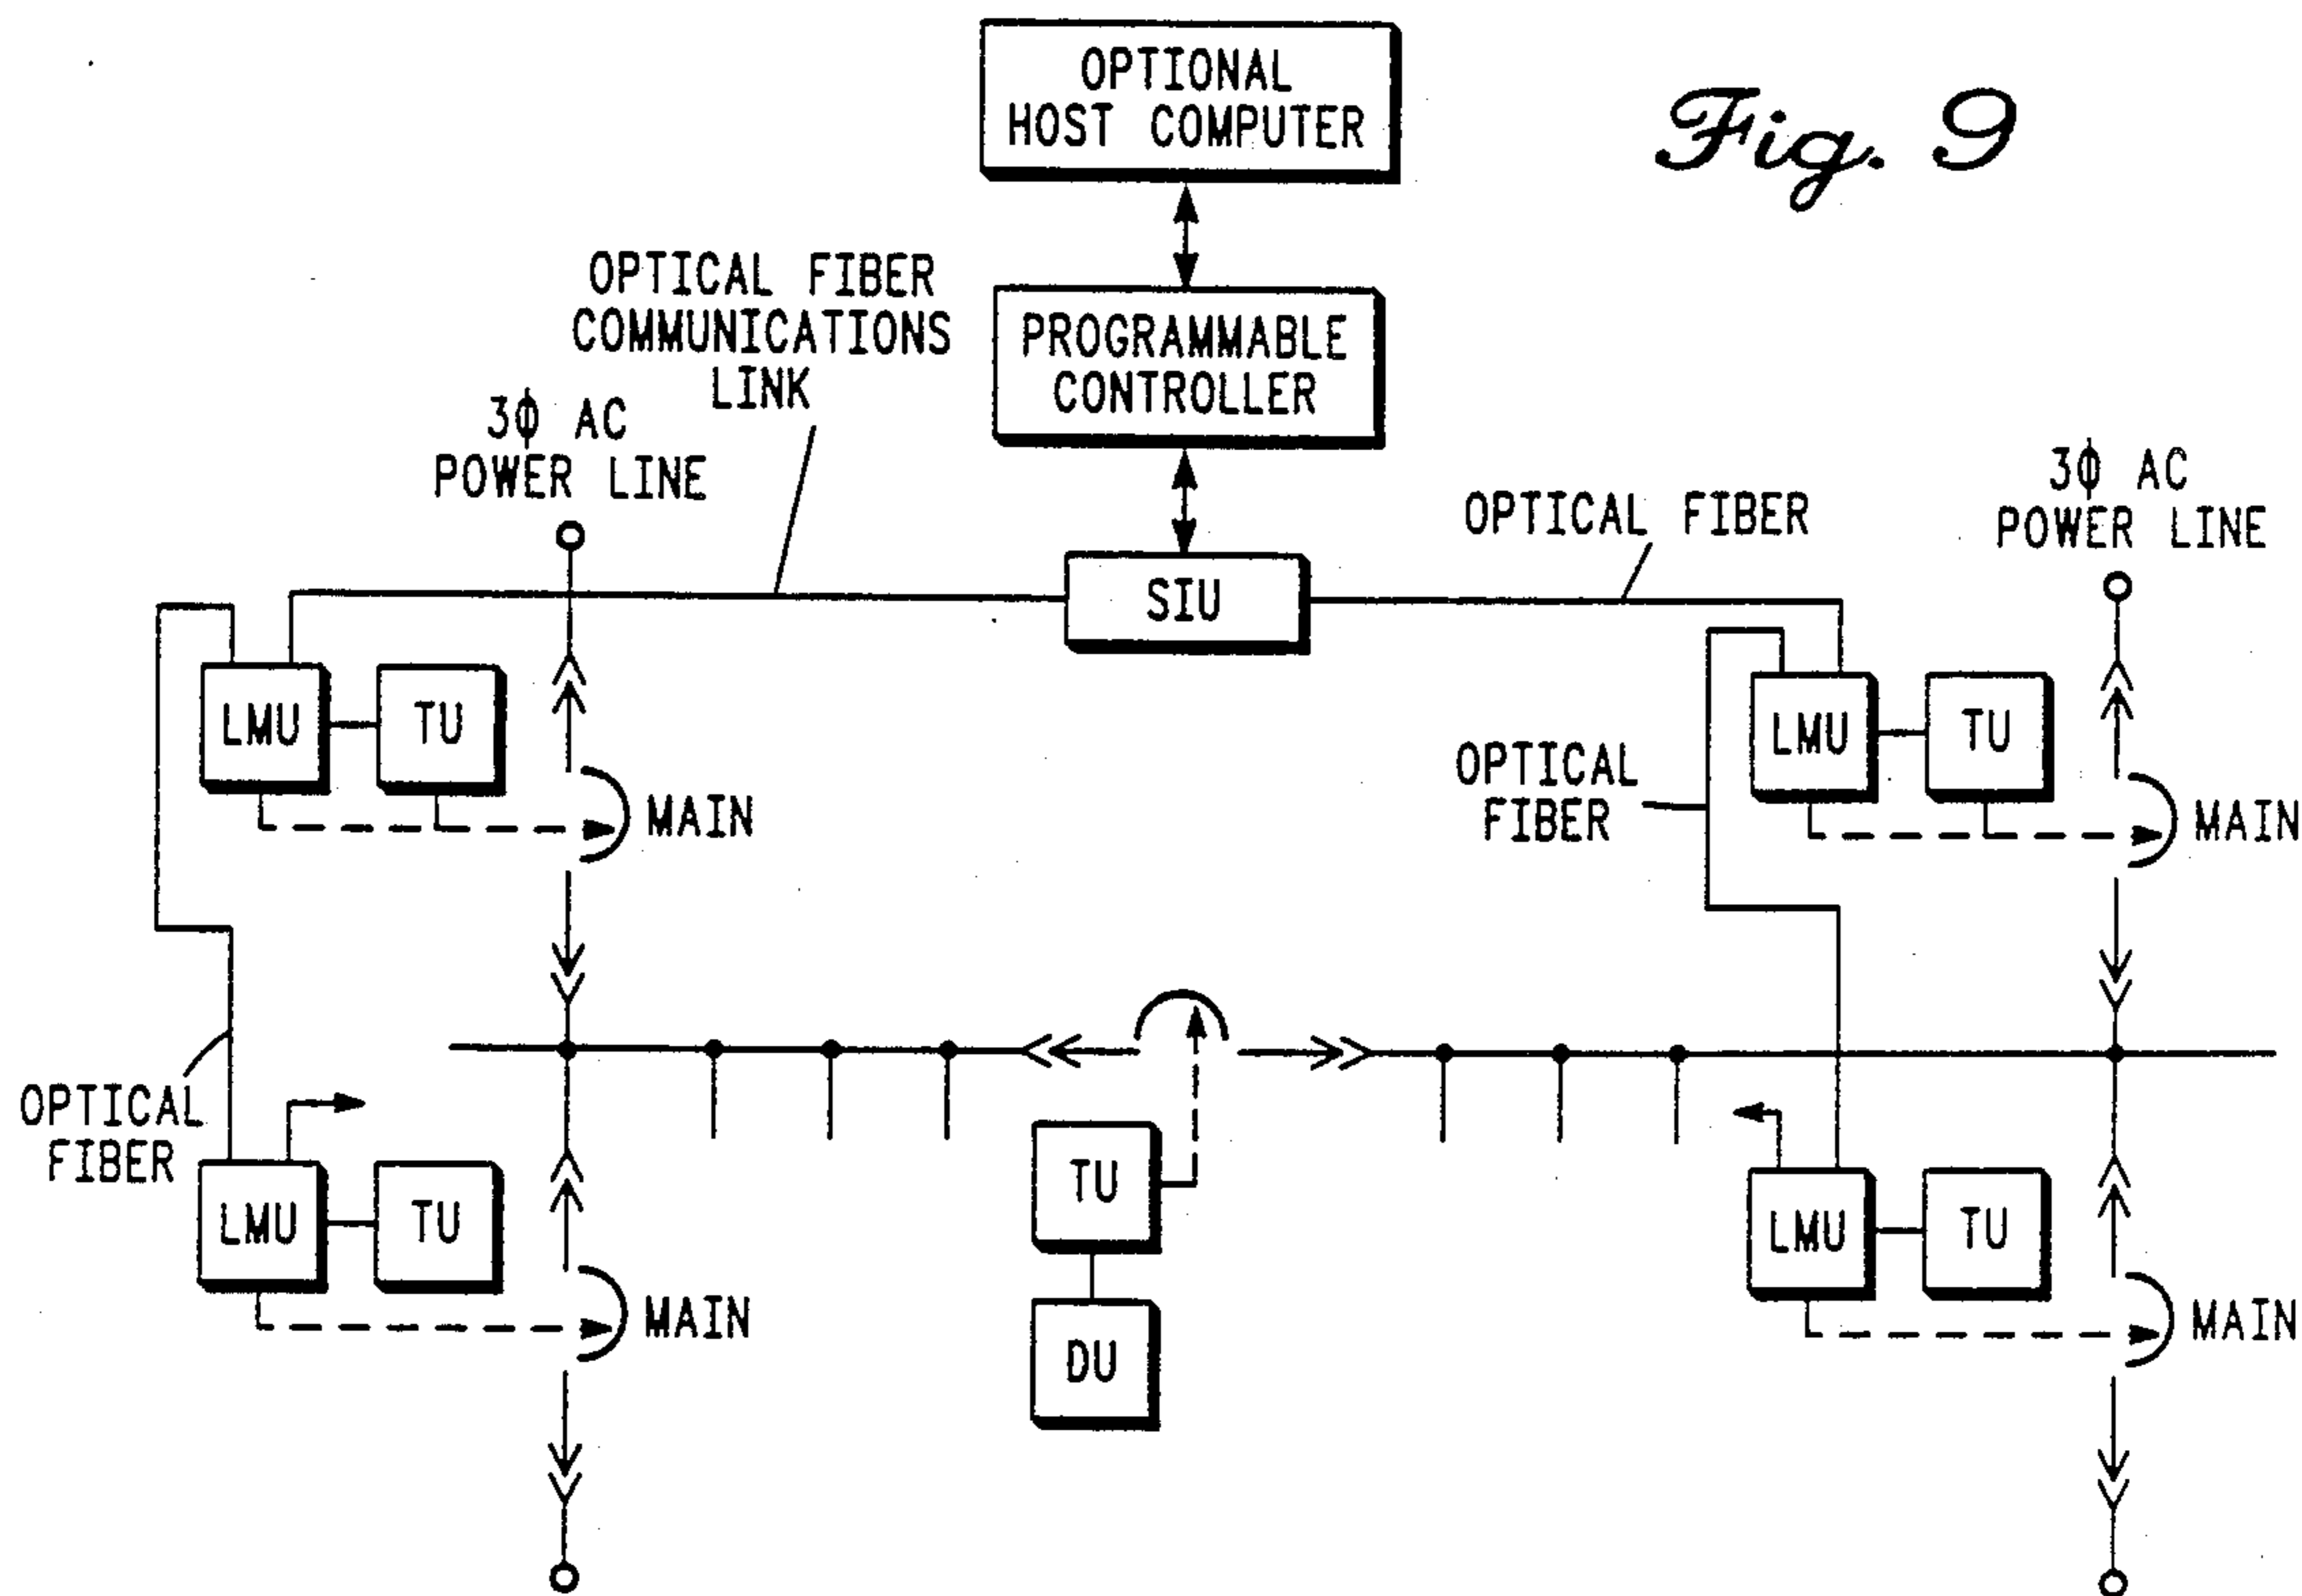 OPTIONAL
HOST COMPUTER
Fig. 9
OPTICAL FIBER
COMMUNICATIONS
LINK
PROGRAMMABLE
CONTROLLER
3ϕ AC
POWER LINE
3ϕ AC
POWER LINE
OPTICAL FIBER
SIU
LMU
TU
MAIN
OPTICAL
FIBER
LMU
TU
MAIN
OPTICAL
FIBER
LMU
TU
MAIN
TU
DU
LMU
TU
MAIN